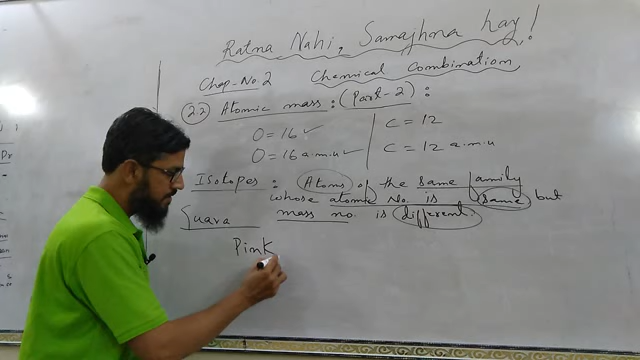 Ratna Nahi, Samajhna hay!
Chap-No 2 Chemical Combination
2.2 Atomic mass: (Part-2):
O = 16 ✓ C = 12
O = 16 a.m.u ✓ C = 12 a.m.u
Isotopes: Atoms of the same family
whose atomic No. is same but
mass no. is different.
Guava
Pink